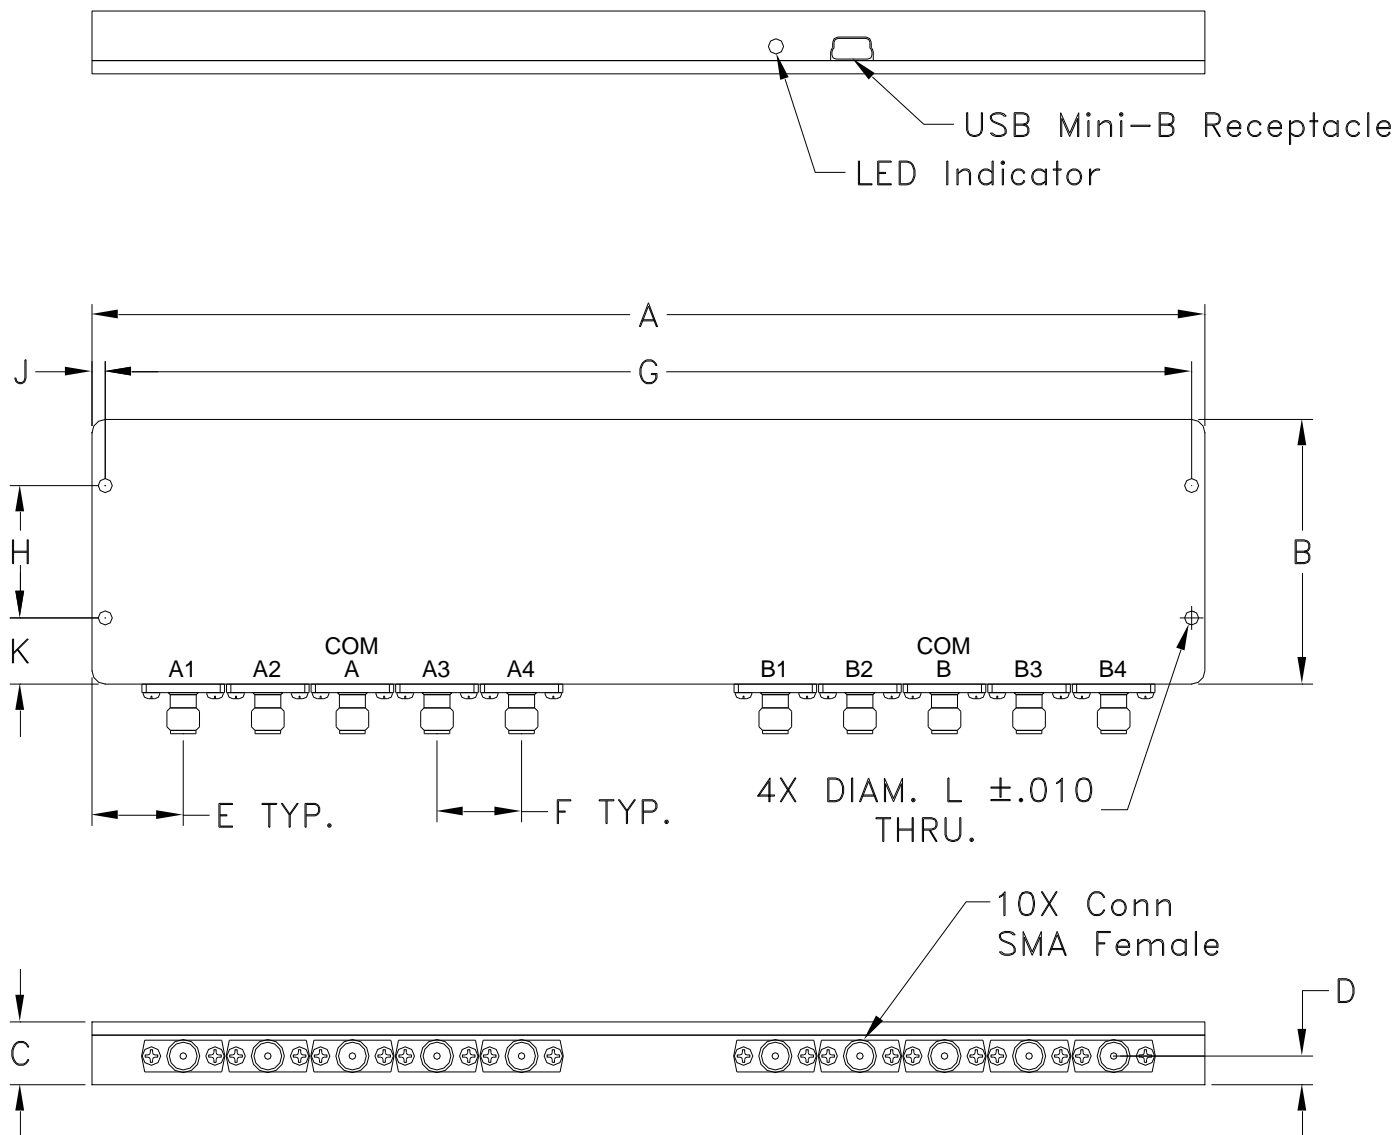 USB Mini-B Receptacle
LED Indicator
A
J
G
H
B
K
COM
COM
A1 A2 A A3 A4
B1 B2 B B3 B4
4X DIAM. L ±.010
THRU.
E TYP.
F TYP.
10X Conn
SMA Female
D
C